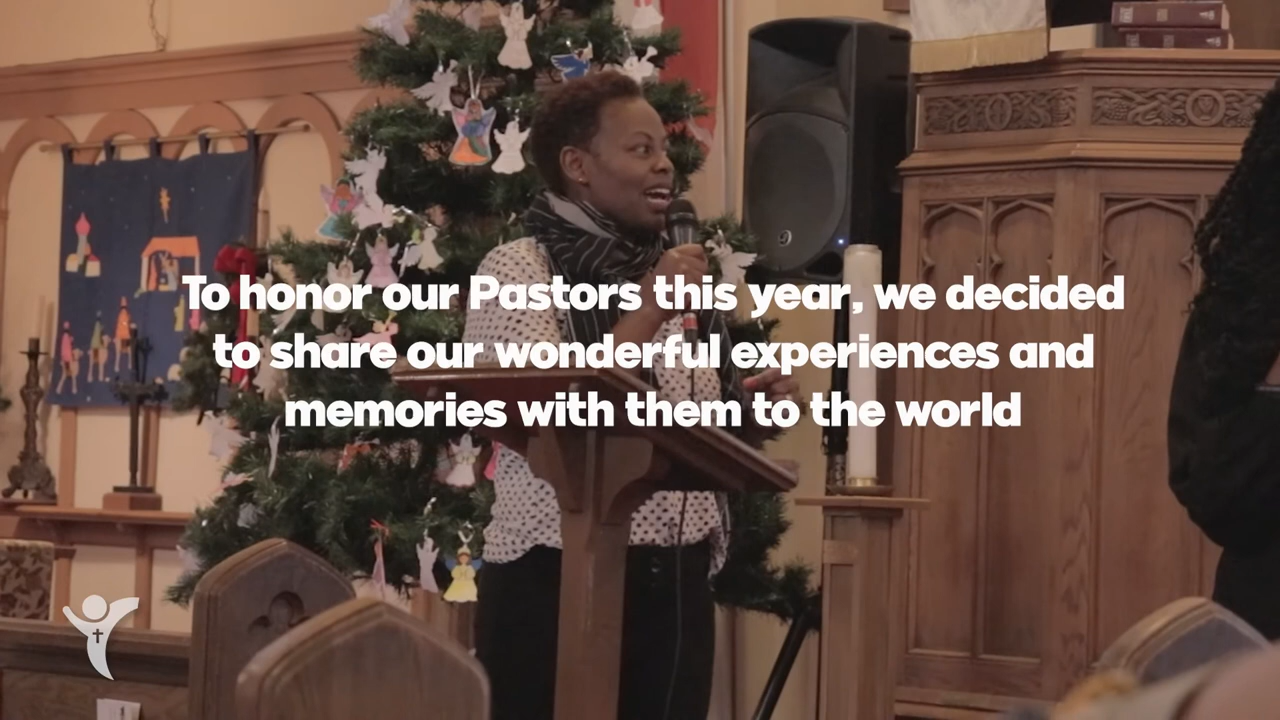 To honor our Pastors this year, we decided
to share our wonderful experiences and
memories with them to the world